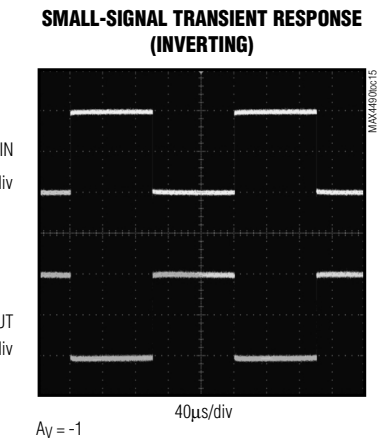 SMALL-SIGNAL TRANSIENT RESPONSE
(INVERTING)
MAX4490toc15
IN
div
UT
div
40µs/div
AV = -1